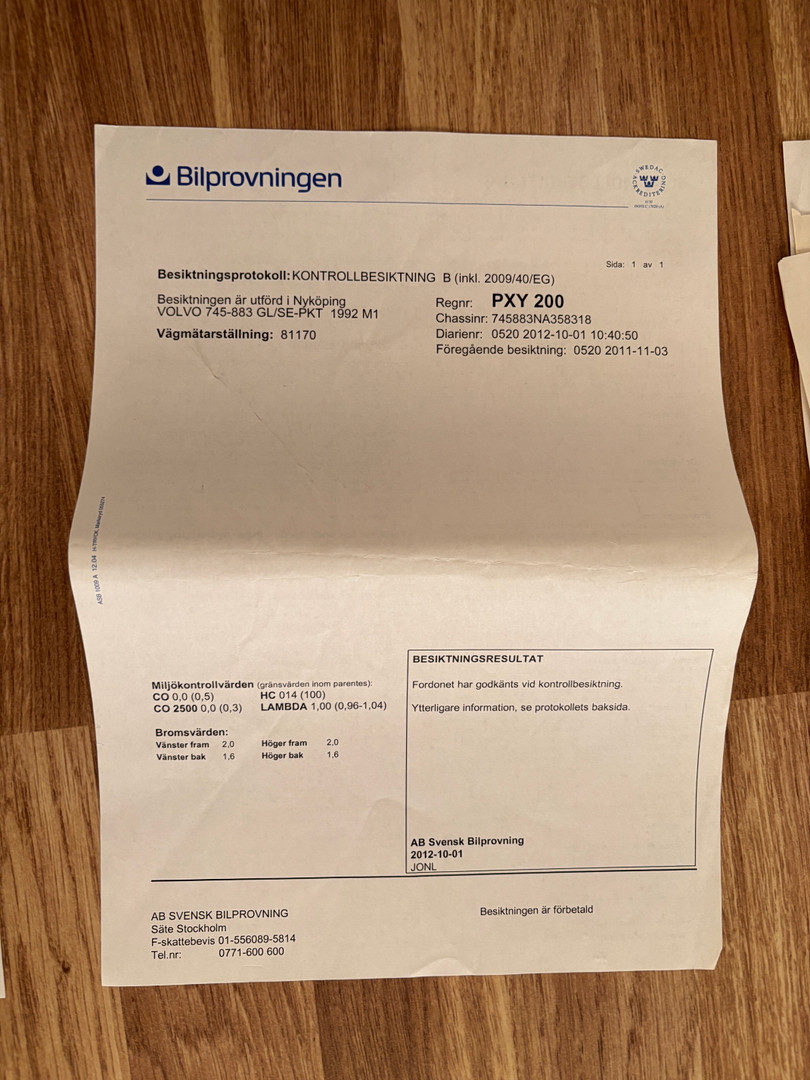 Bilprovningen
SWEDAC
ACKREDITERING
Sida: 1 av 1
Besiktningsprotokoll: KONTROLLBESIKTNING B (inkl. 2009/40/EG)
Besiktningen är utförd i Nyköping
VOLVO 745-883 GL/SE-PKT 1992 M1
Vägmätarställning: 81170
Regnr: PXY 200
Chassinr: 745883NA358318
Diarienr: 0520 2012-10-01 10:40:50
Föregående besiktning: 0520 2011-11-03
ASB 1009 A 12.04
Miljökontrollvärden (gränsvärden inom parentes):
CO 0,0 (0,5) HC 014 (100)
CO 2500 0,0 (0,3) LAMBDA 1,00 (0,96-1,04)
Bromsvärden:
Vänster fram 2,0 Höger fram 2,0
Vänster bak 1,6 Höger bak 1,6
BESIKTNINGSRESULTAT
Fordonet har godkänts vid kontrollbesiktning.
Ytterligare information, se protokollets baksida.
AB Svensk Bilprovning
2012-10-01
JONL
AB SVENSK BILPROVNING
Säte Stockholm
F-skattebevis 01-556089-5814
Tel.nr: 0771-600 600
Besiktningen är förbetald